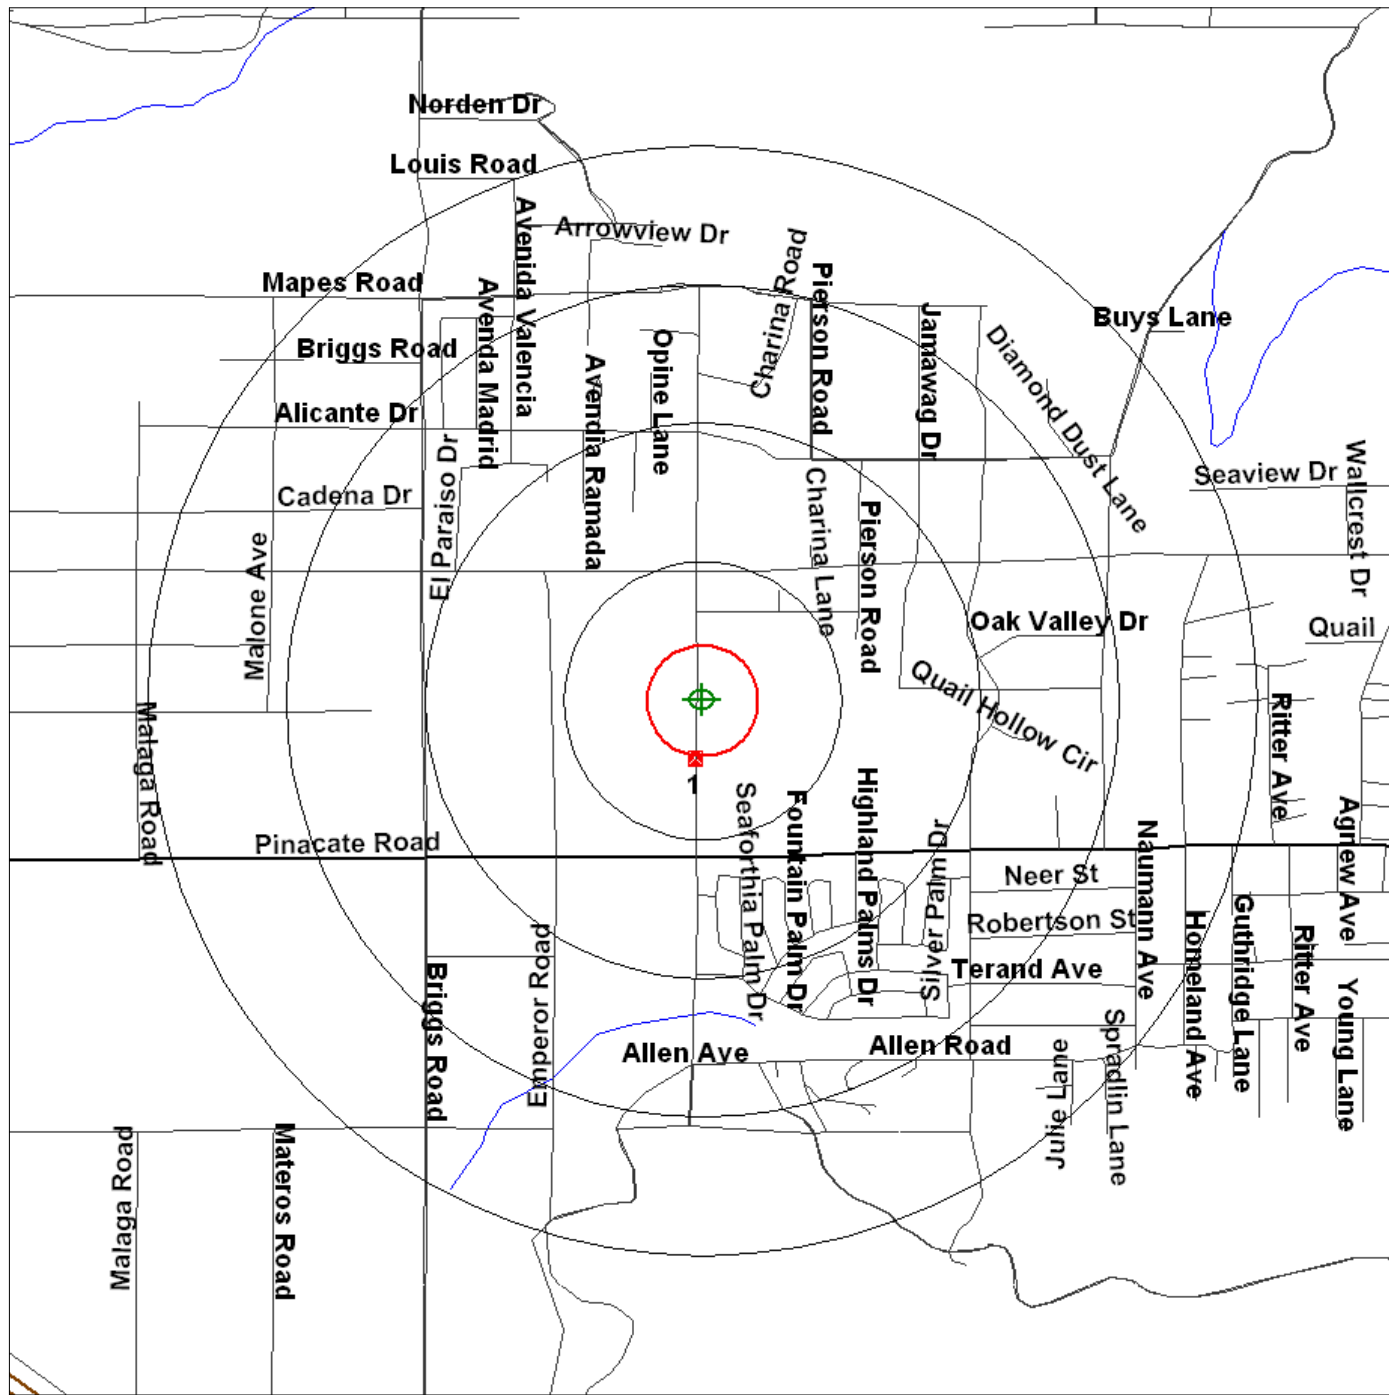 Norden Dr
Louis Road
Arrowview Dr
Avenida Valencia
Charina Road
Mapes Road
Avenda Madrid
Pierson Road
Jamawag Dr
Buys Lane
Briggs Road
Avendia Ramada
Opine Lane
Diamond Dust Lane
Alicante Dr
El Paraiso Dr
Cadena Dr
Charina Lane
Pierson Road
Seaview Dr
Wallcrest Dr
Malone Ave
Oak Valley Dr
Quail
Quail Hollow Cir
Ritter Ave
Malaga Road
1
Seaforthia Palm Dr
Fountain Palm Dr
Highland Palms Dr
Silver Palm Dr
Pinacate Road
Naumann Ave
Agnew Ave
Neer St
Robertson St
Homeland Ave
Guthridge Lane
Ritter Ave
Terand Ave
Briggs Road
Emperor Road
Young Lane
Allen Ave
Allen Road
Julie Lane
Spradlin Lane
Malaga Road
Materos Road